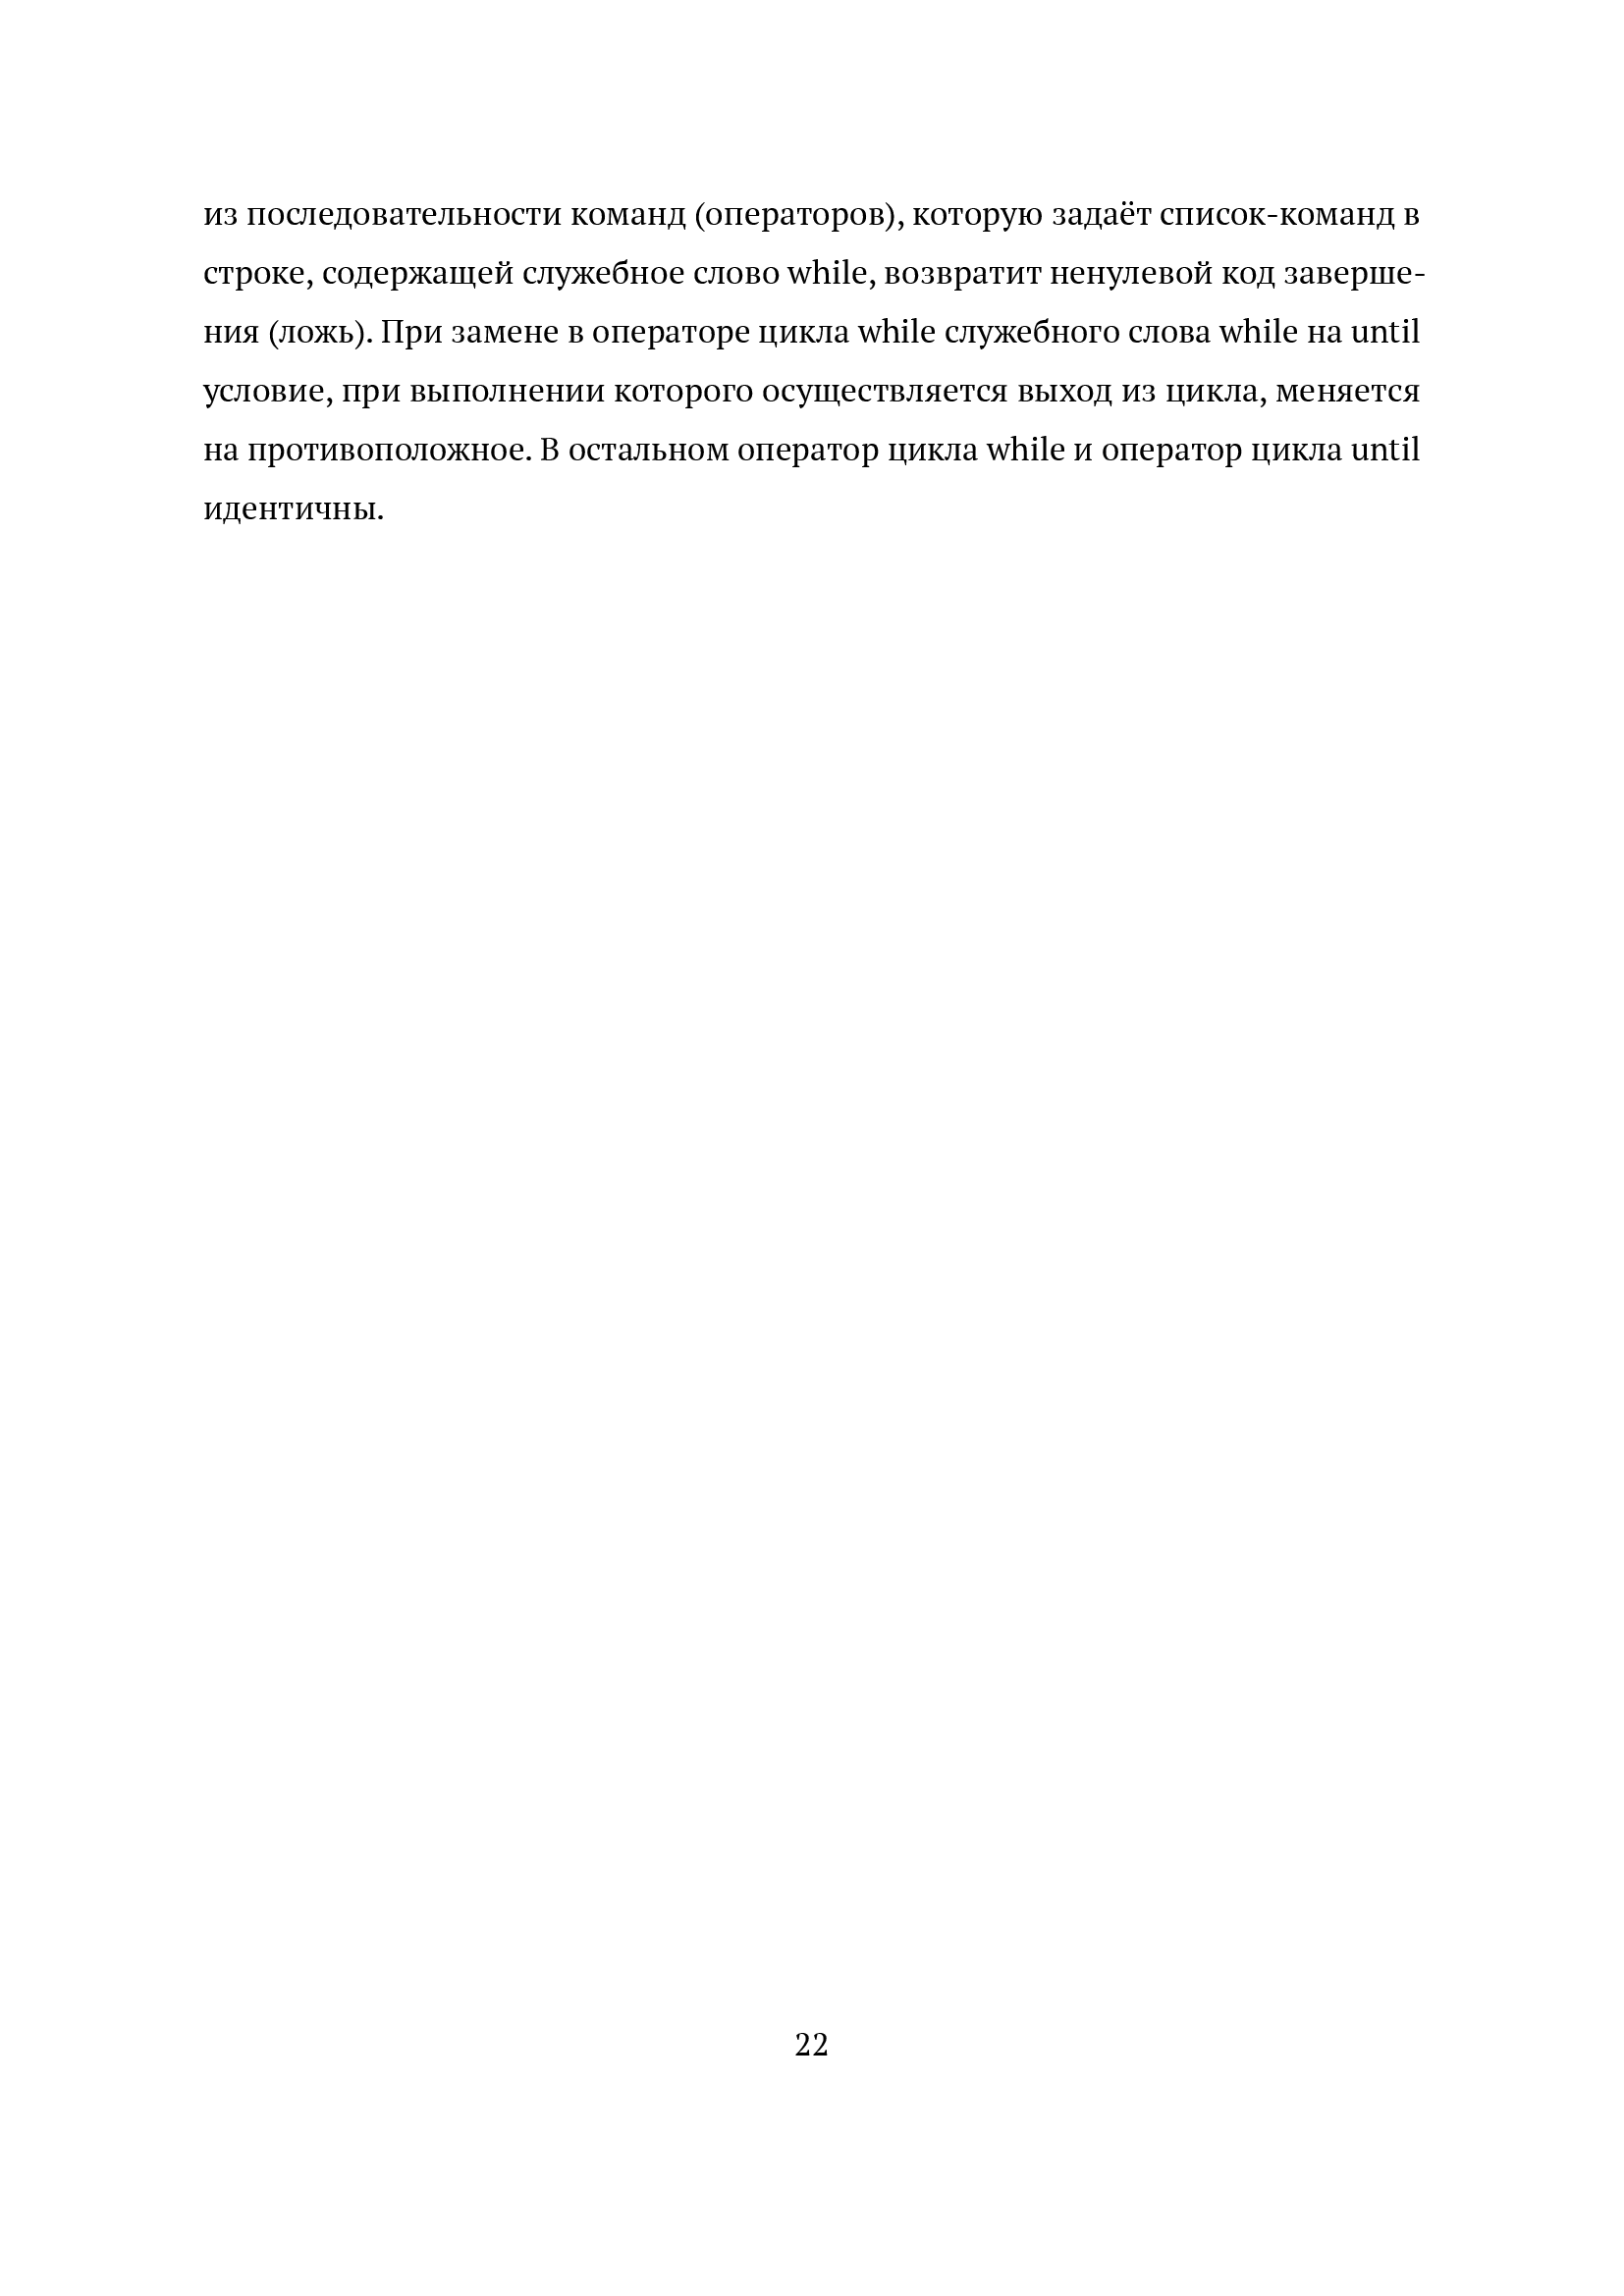 из последовательности команд (операторов), которую задаёт список-команд в
строке, содержащей служебное слово while, возвратит ненулевой код заверше-
ния (ложь). При замене в операторе цикла while служебного слова while на until
условие, при выполнении которого осуществляется выход из цикла, меняется
на противоположное. В остальном оператор цикла while и оператор цикла until
идентичны.
22